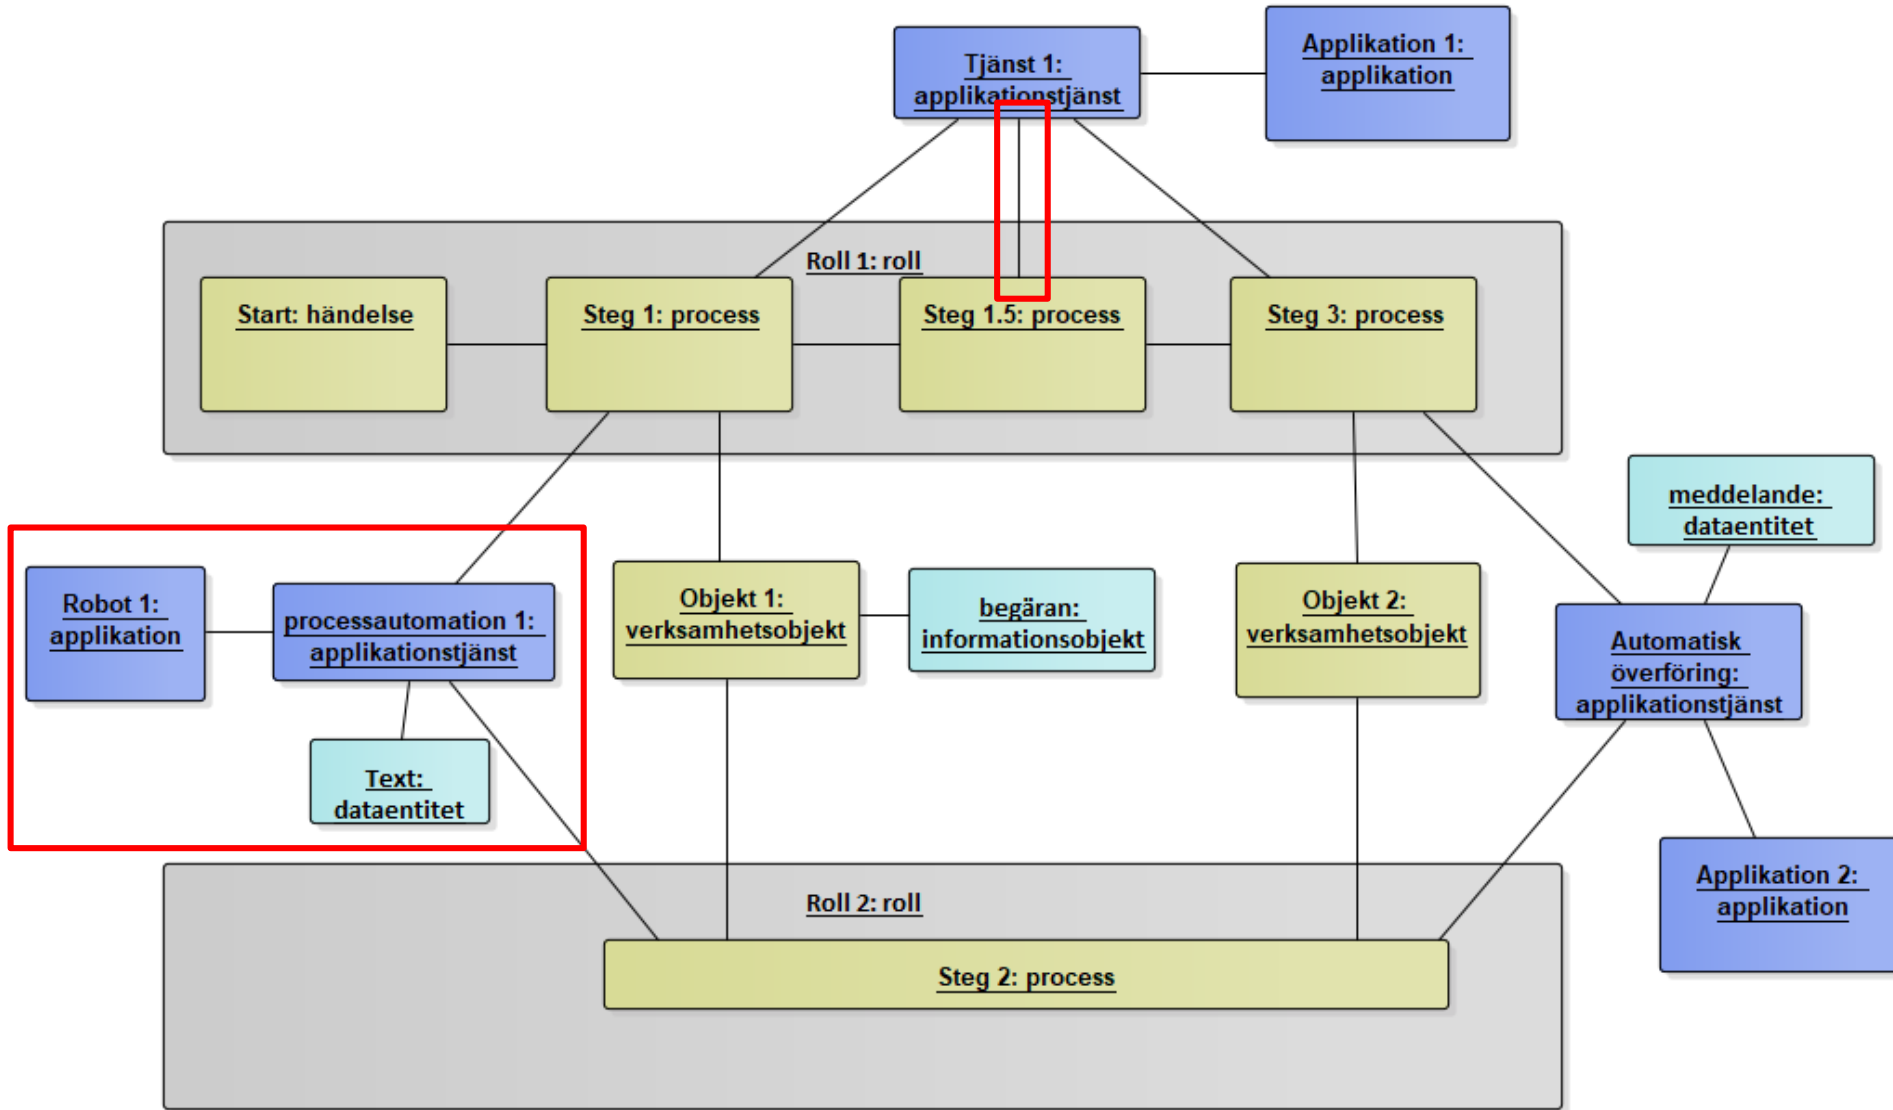 Tjänst 1:
applikationstjänst
Applikation 1:
applikation
Roll 1: roll
Start: händelse
Steg 1: process
Steg 1.5: process
Steg 3: process
meddelande:
dataentitet
Robot 1:
applikation
processautomation 1:
applikationstjänst
Objekt 1:
verksamhetsobjekt
begäran:
informationsobjekt
Objekt 2:
verksamhetsobjekt
Automatisk
överföring:
applikationstjänst
Text:
dataentitet
Applikation 2:
applikation
Roll 2: roll
Steg 2: process